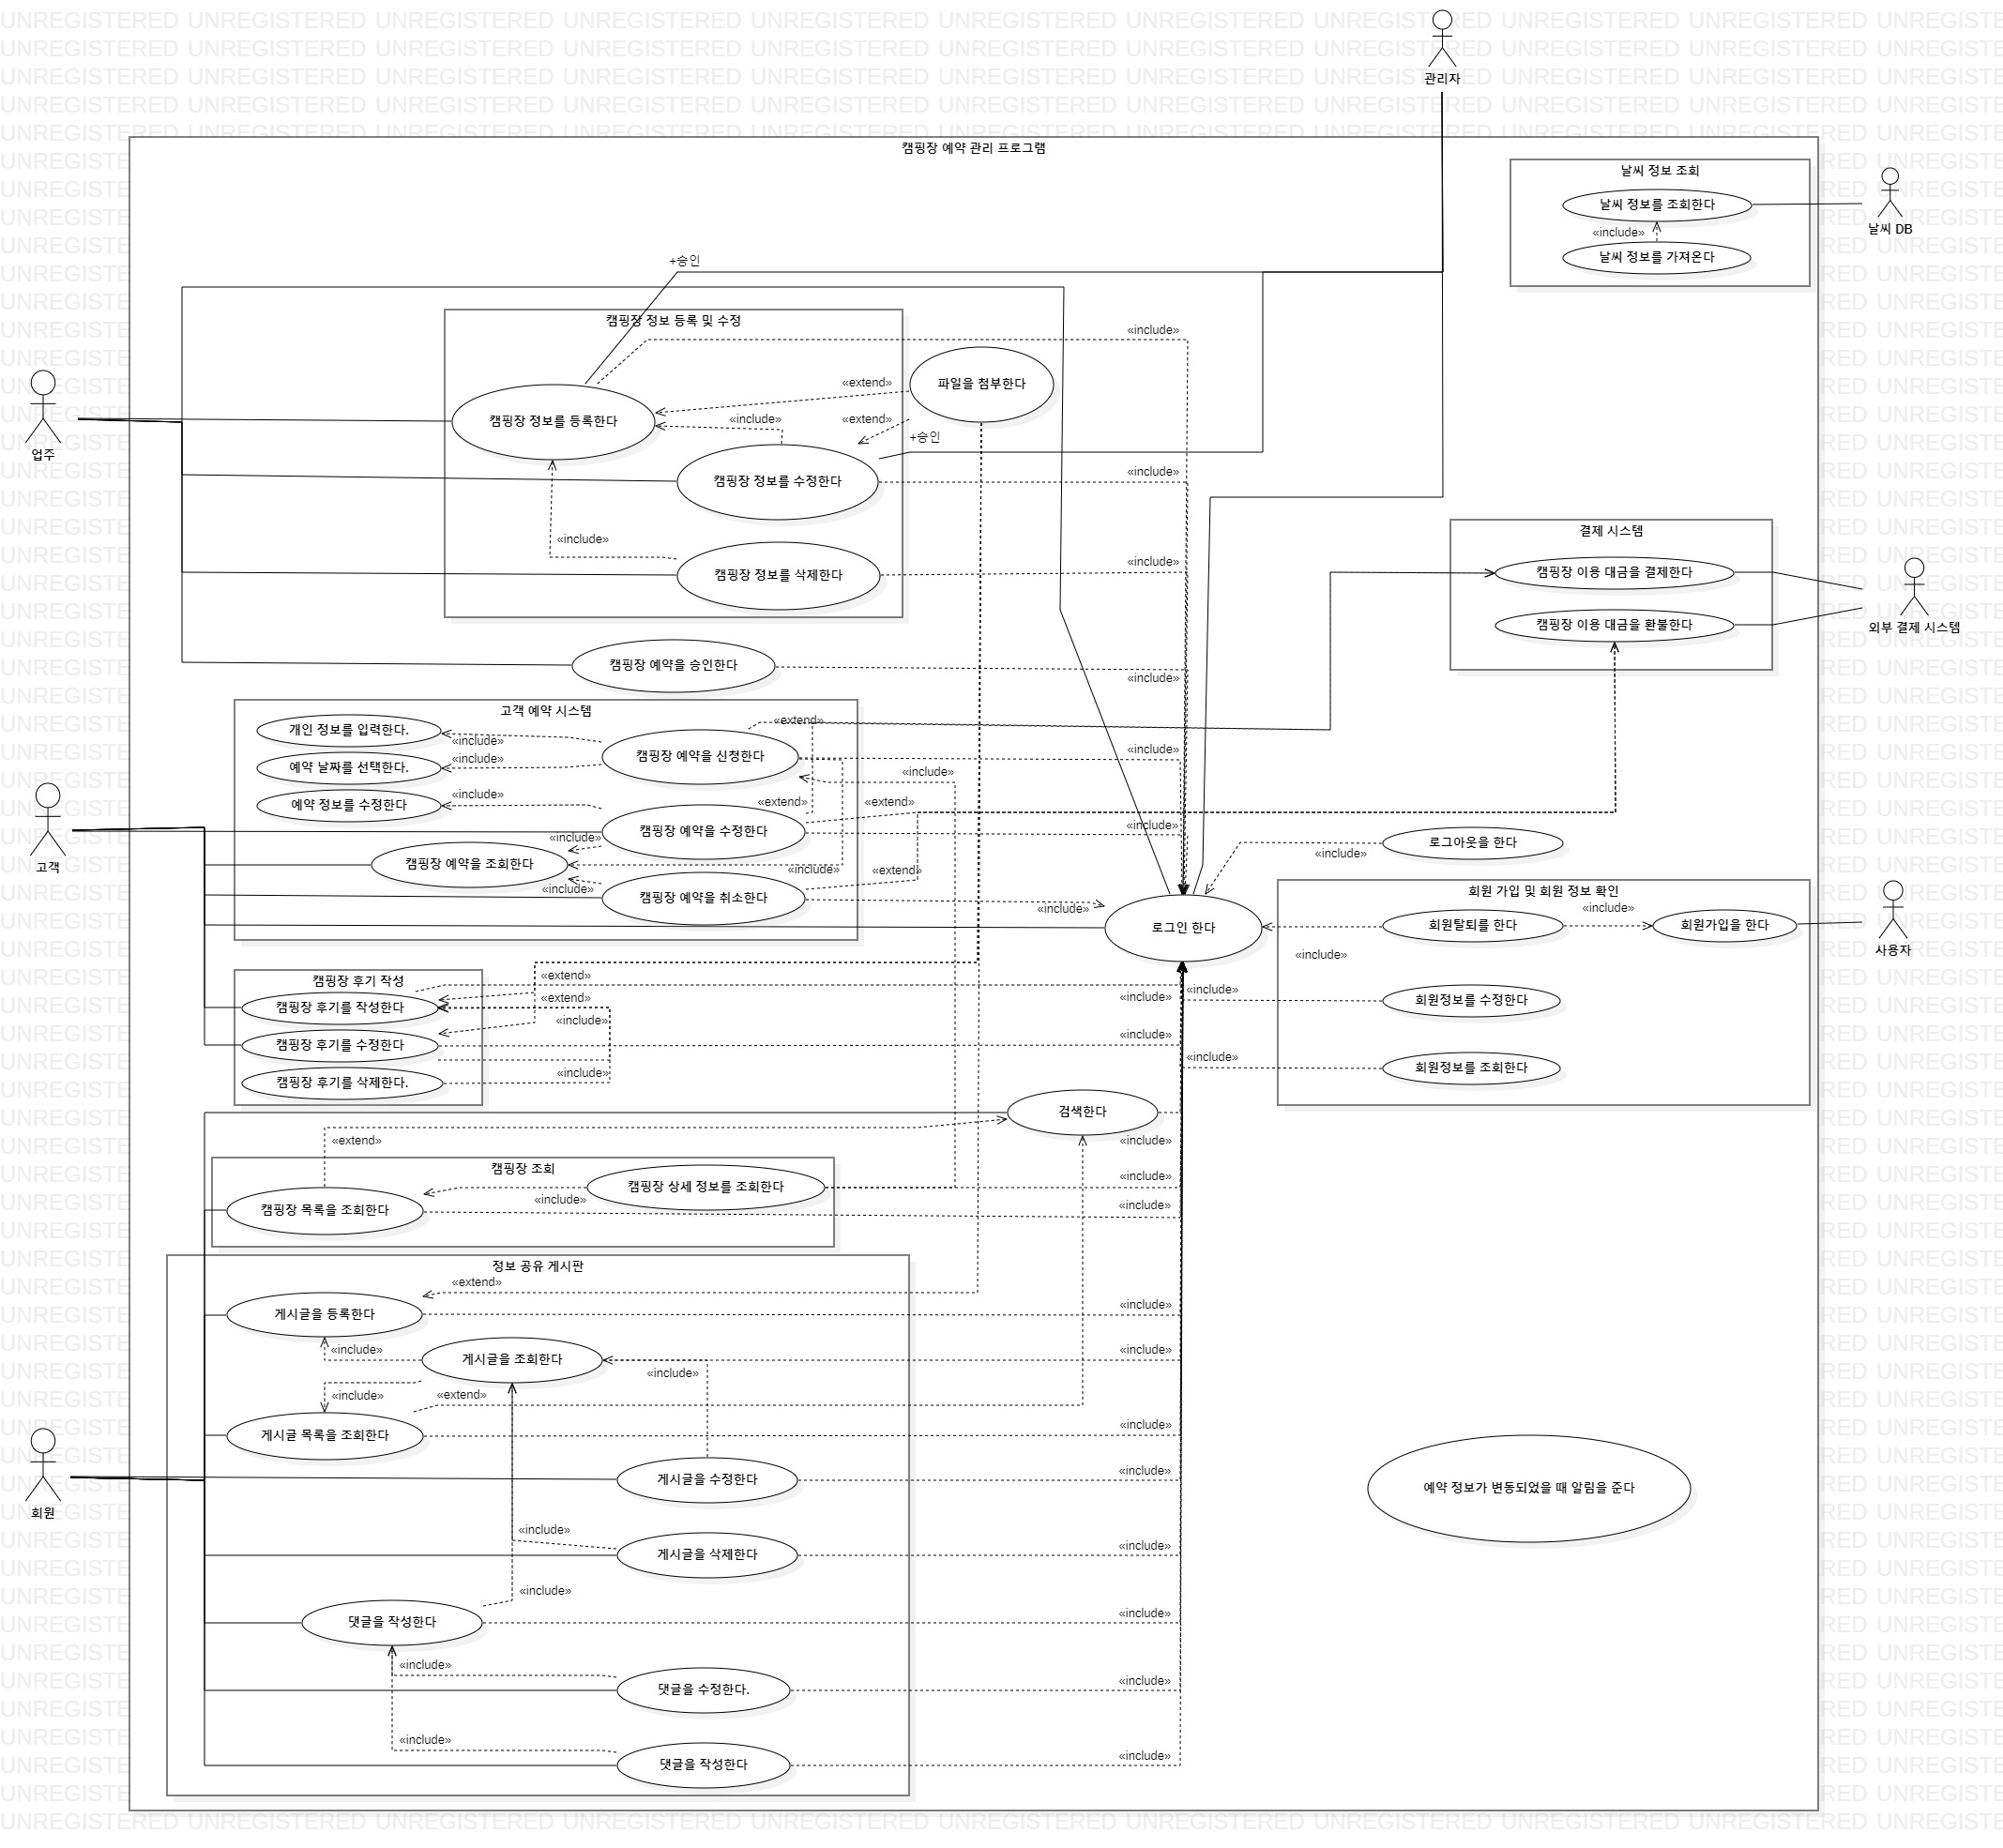 관리자
캠핑장 예약 관리 프로그램
날씨 정보 조회
날씨 정보를 조회한다
«include»
날씨 정보를 가져온다
날씨 DB
+승인
캠핑장 정보 등록 및 수정
«include»
파일을 첨부한다
«extend»
캠핑장 정보를 등록한다
«include»
«extend»
+승인
업주
캠핑장 정보를 수정한다
«include»
«include»
캠핑장 정보를 삭제한다
«include»
결제 시스템
캠핑장 이용 대금을 결제한다
캠핑장 이용 대금을 환불한다
외부 결제 시스템
캠핑장 예약을 승인한다
«include»
고객 예약 시스템
개인 정보를 입력한다.
«extend»
«include»
캠핑장 예약을 신청한다
«include»
예약 날짜를 선택한다.
«include»
«include»
예약 정보를 수정한다
«include»
«extend»
«extend»
캠핑장 예약을 수정한다
«include»
«include»
캠핑장 예약을 조회한다
«include»
«extend»
«include»
캠핑장 예약을 취소한다
«include»
고객
로그아웃을 한다
«include»
회원 가입 및 회원 정보 확인
로그인 한다
회원탈퇴를 한다
«include»
회원가입을 한다
사용자
«include»
회원정보를 수정한다
«include»
회원정보를 조회한다
«include»
캠핑장 후기 작성
«extend»
캠핑장 후기를 작성한다
«extend»
«include»
«include»
캠핑장 후기를 수정한다
«include»
캠핑장 후기를 삭제한다.
«include»
검색한다
«extend»
«include»
캠핑장 조회
캠핑장 상세 정보를 조회한다
«include»
«include»
캠핑장 목록을 조회한다
«include»
정보 공유 게시판
«extend»
게시글을 등록한다
«include»
«include»
게시글을 조회한다
«include»
«include»
«include»
«extend»
게시글 목록을 조회한다
«include»
게시글을 수정한다
«include»
회원
예약 정보가 변동되었을 때 알림을 준다
«include»
게시글을 삭제한다
«include»
«include»
댓글을 작성한다
«include»
«include»
댓글을 수정한다.
«include»
«include»
댓글을 작성한다
«include»